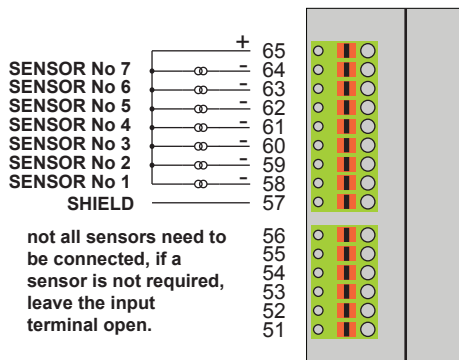 + 65
SENSOR No 7 - 64
SENSOR No 6 - 63
SENSOR No 5 - 62
SENSOR No 4 - 61
SENSOR No 3 - 60
SENSOR No 2 - 59
SENSOR No 1 - 58
SHIELD 57
not all sensors need to
be connected, if a
sensor is not required,
leave the input
terminal open.
56
55
54
53
52
51